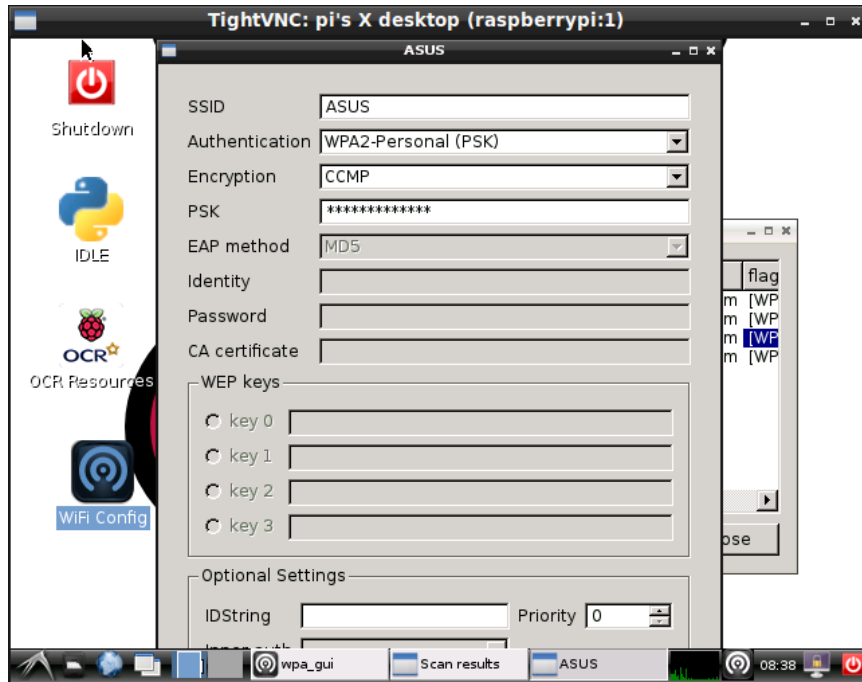 TightVNC: pi's X desktop (raspberrypi:1)
Shutdown
IDLE
OCR
OCR Resources
WiFi Config
ASUS
SSID ASUS
Authentication WPA2-Personal (PSK)
Encryption CCMP
PSK *************
EAP method MD5
Identity
Password
CA certificate
WEP keys
key 0
key 1
key 2
key 3
Optional Settings
IDString Priority 0
Inner auth
flag
m [WP
m [WP
m [WP
m [WP
ose
wpa_gui Scan results ASUS 08:38